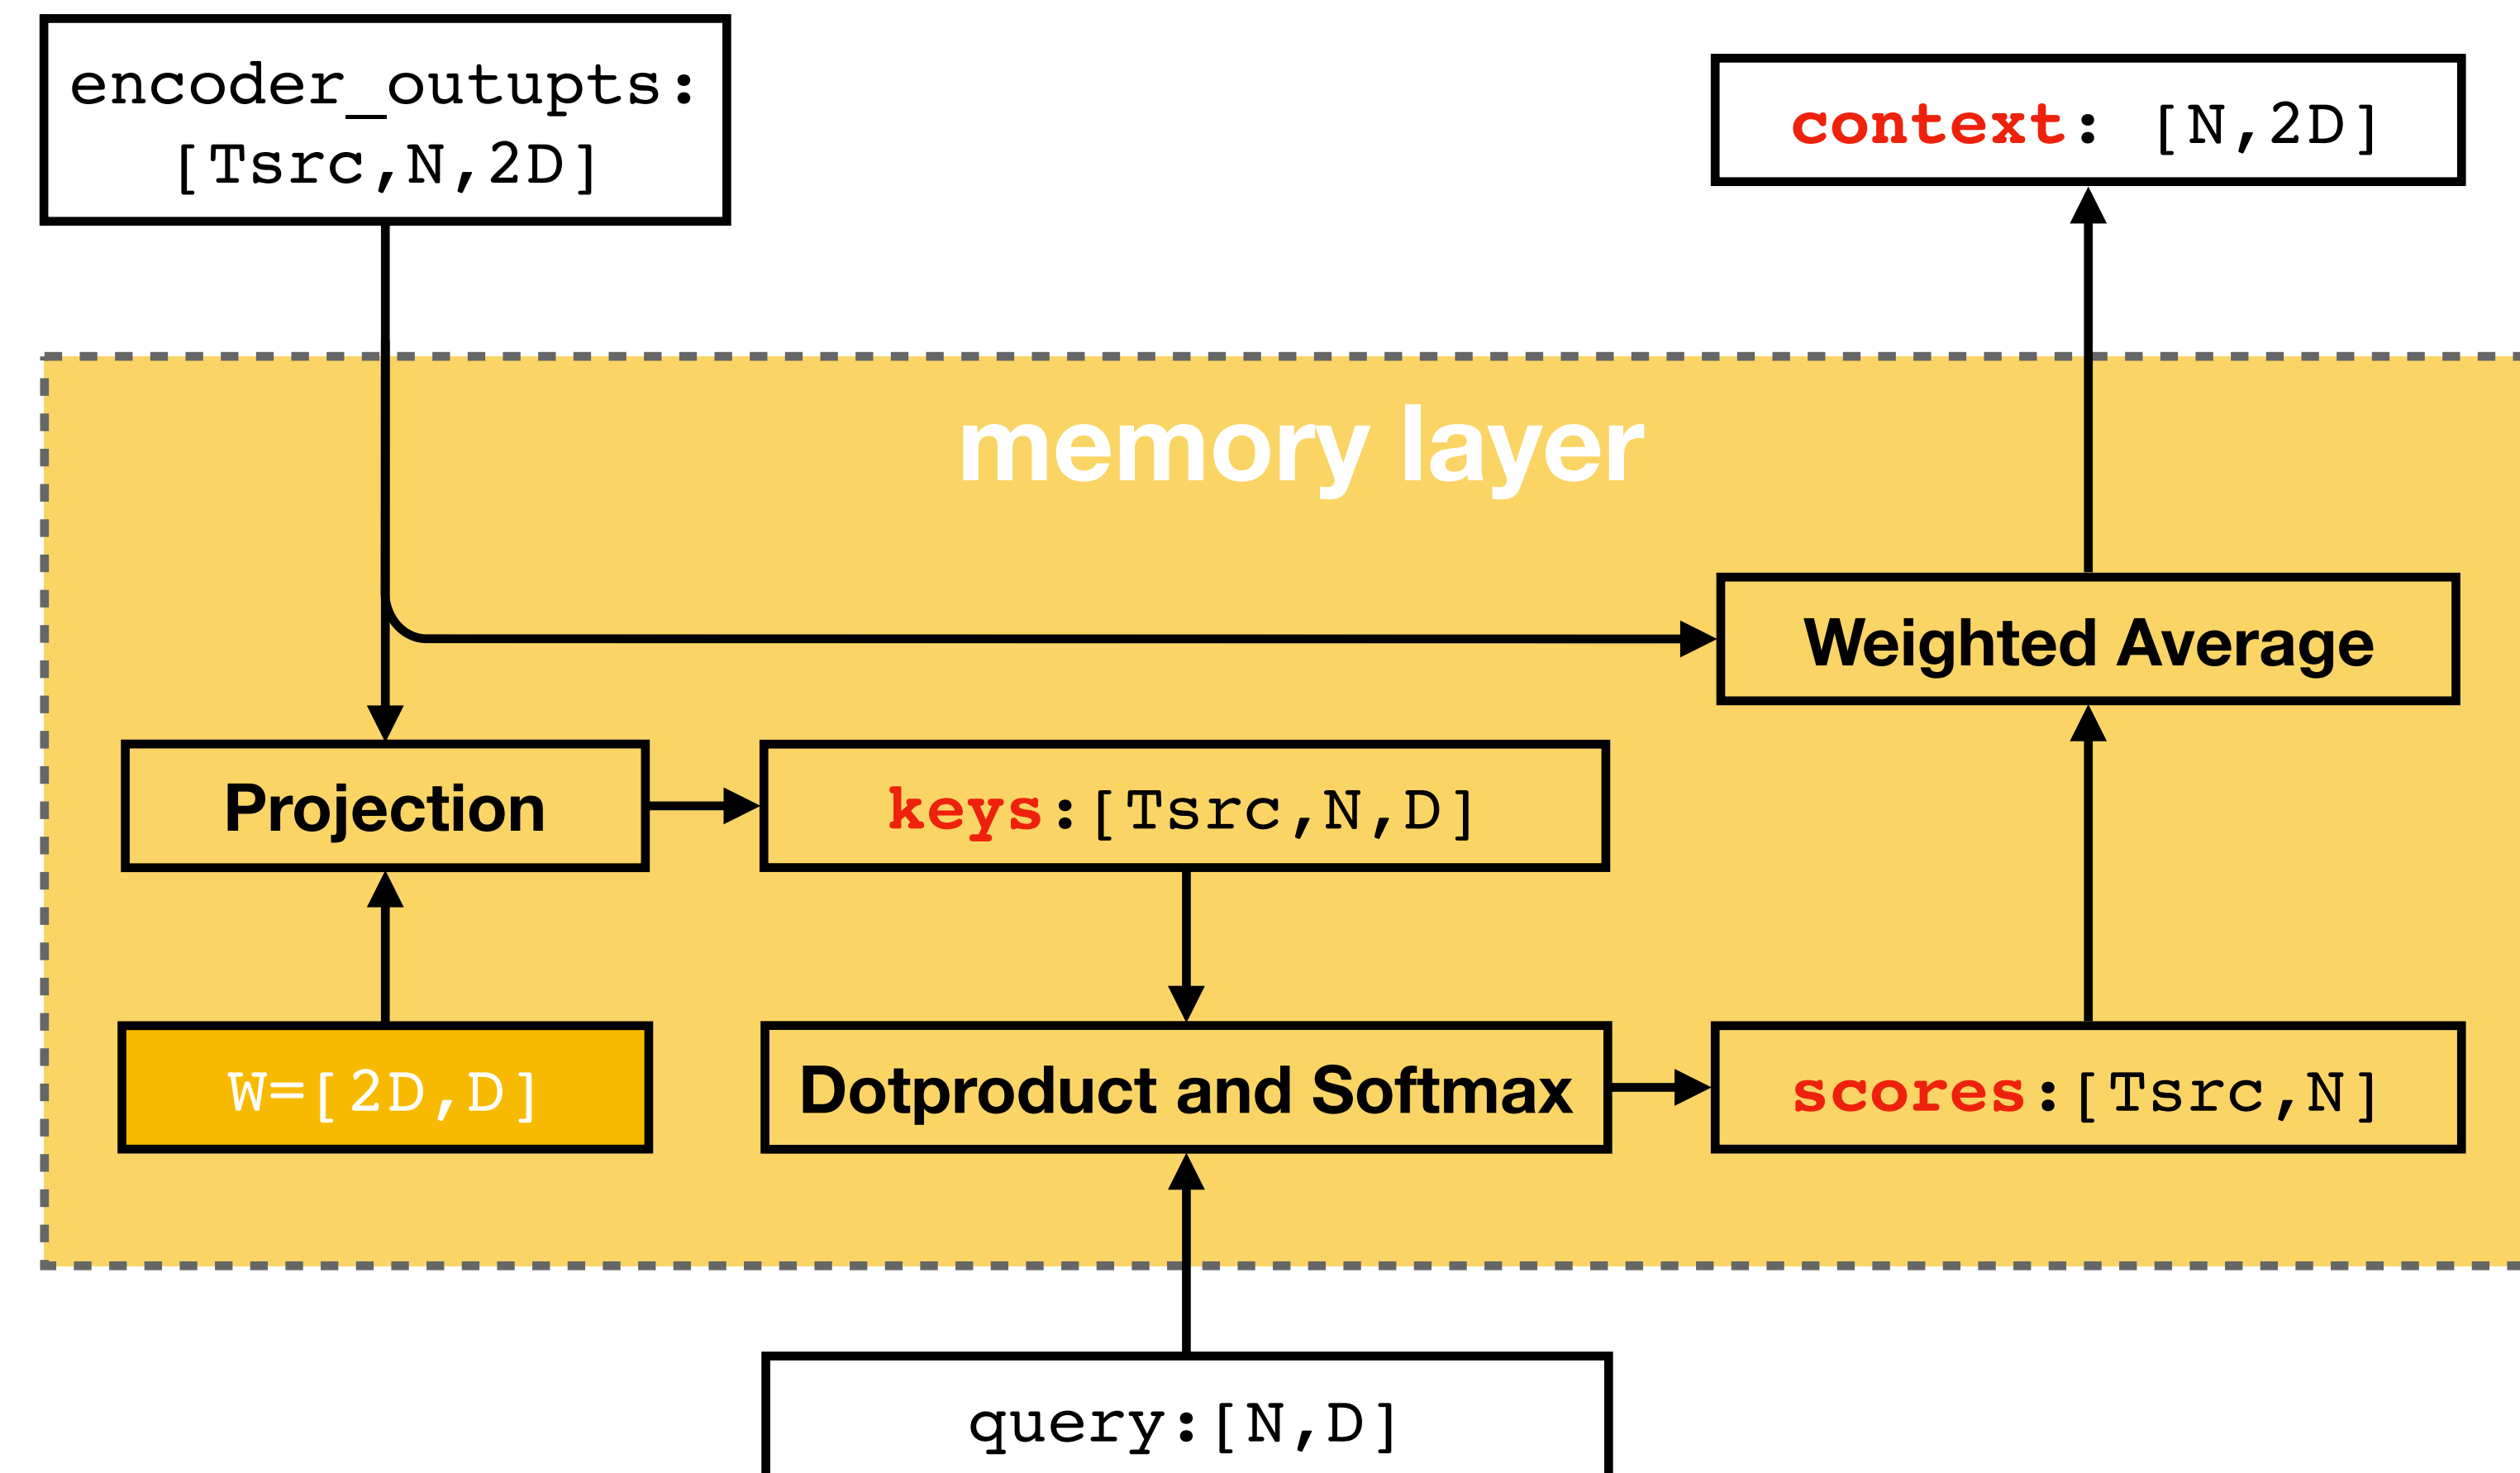 encoder_outupts:
[Tsrc,N,2D]
context: [N,2D]
memory layer
Weighted Average
Projection
keys:[Tsrc,N,D]
W=[2D,D]
Dotproduct and Softmax
scores:[Tsrc,N]
query:[N,D]